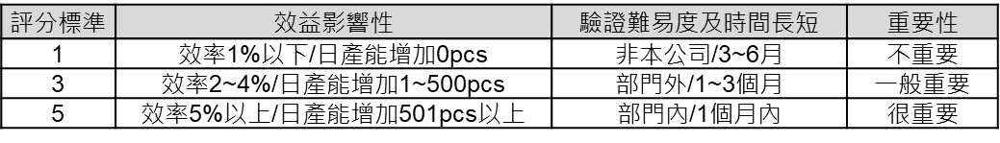 評分標準 效益影響性 驗證難易度及時間長短 重要性
1 效率1%以下/日產能增加0pcs 非本公司/3~6月 不重要
3 效率2~4%/日產能增加1~500pcs 部門外/1~3個月 一般重要
5 效率5%以上/日產能增加501pcs以上 部門內/1個月內 很重要